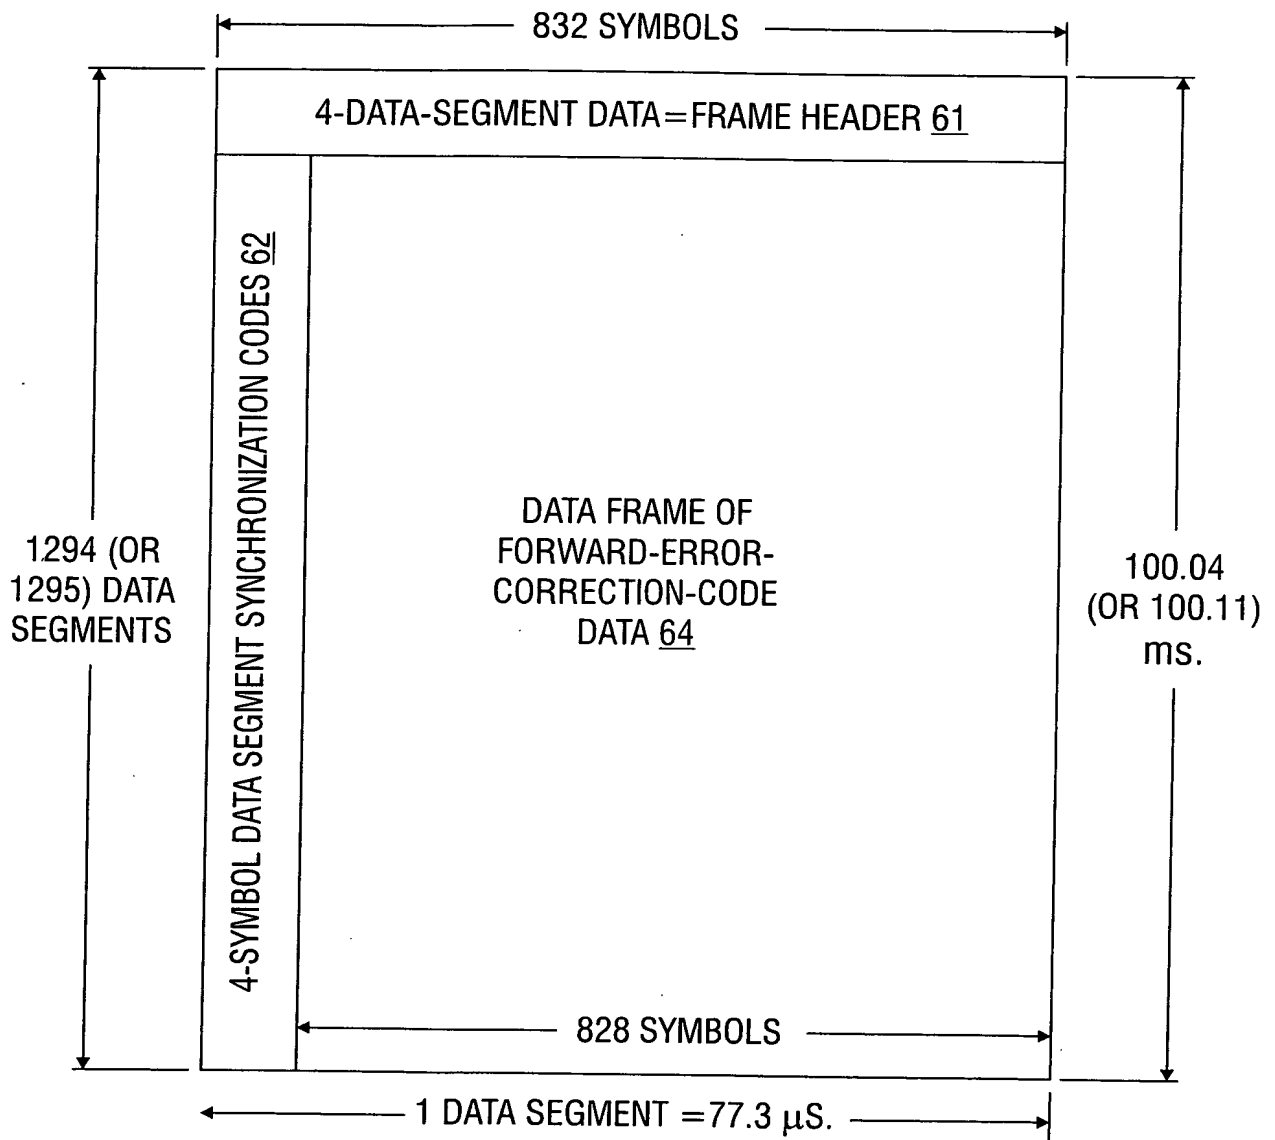 832 SYMBOLS
4-DATA-SEGMENT DATA=FRAME HEADER 61
4-SYMBOL DATA SEGMENT SYNCHRONIZATION CODES 62
1294 (OR
1295) DATA
SEGMENTS
DATA FRAME OF
FORWARD-ERROR-
CORRECTION-CODE
DATA 64
100.04
(OR 100.11)
ms.
828 SYMBOLS
1 DATA SEGMENT =77.3 µS.